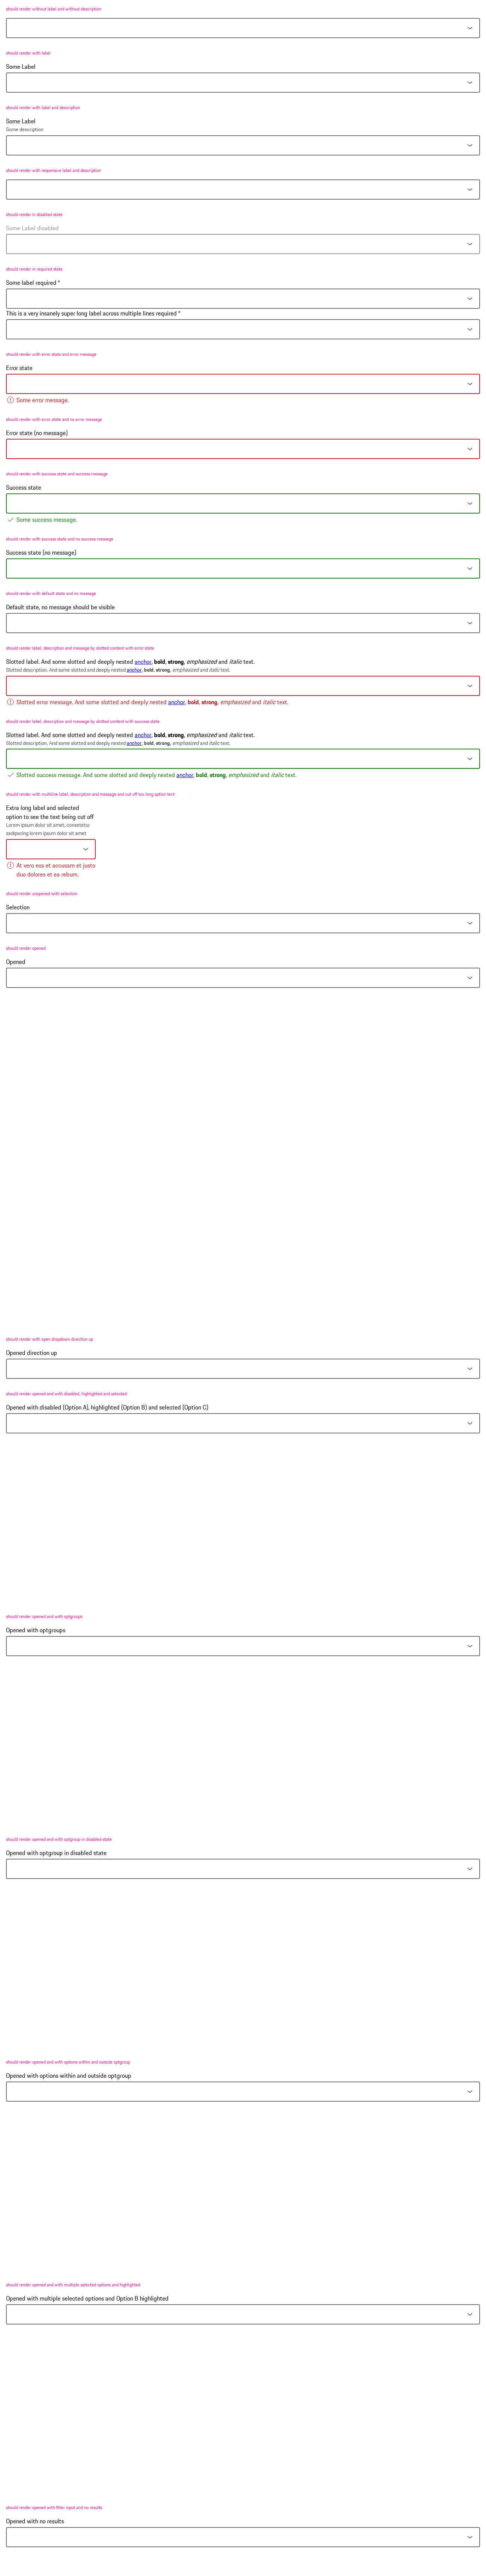 should render without label and without description
should render with label
Some Label
should render with label and description
Some Label
Some description
should render with responsive label and description
should render in disabled state
Some Label disabled
should render in required state
Some label required *
This is a very insanely super long label across multiple lines required *
should render with error state and error message
Error state
Some error message.
should render with error state and no error message
Error state (no message)
should render with success state and success message
Success state
Some success message.
should render with success state and no success message
Success state (no message)
should render with default state and no message
Default state, no message should be visible
should render label, description and message by slotted content with error state
Slotted label. And some slotted and deeply nested anchor, bold, strong, emphasized and italic text.
Slotted description. And some slotted and deeply nested anchor, bold, strong, emphasized and italic text.
Slotted error message. And some slotted and deeply nested anchor, bold, strong, emphasized and italic text.
should render label, description and message by slotted content with success state
Slotted label. And some slotted and deeply nested anchor, bold, strong, emphasized and italic text.
Slotted description. And some slotted and deeply nested anchor, bold, strong, emphasized and italic text.
Slotted success message. And some slotted and deeply nested anchor, bold, strong, emphasized and italic text.
should render with multiline label, description and message and cut off too long option text
Extra long label and selected
option to see the text being cut off
Lorem ipsum dolor sit amet, consetetur
sadipscing lorem ipsum dolor sit amet
At vero eos et accusam et justo
duo dolores et ea rebum.
should render unopened with selection
Selection
should render opened
Opened
should render with open dropdown direction up
Opened direction up
should render opened and with disabled, highlighted and selected
Opened with disabled (Option A), highlighted (Option B) and selected (Option C)
should render opened and with optgroups
Opened with optgroups
should render opened and with optgroup in disabled state
Opened with optgroup in disabled state
should render opened and with options within and outside optgroup
Opened with options within and outside optgroup
should render opened and with multiple selected options and highlighted
Opened with multiple selected options and Option B highlighted
should render opened with filter input and no results
Opened with no results